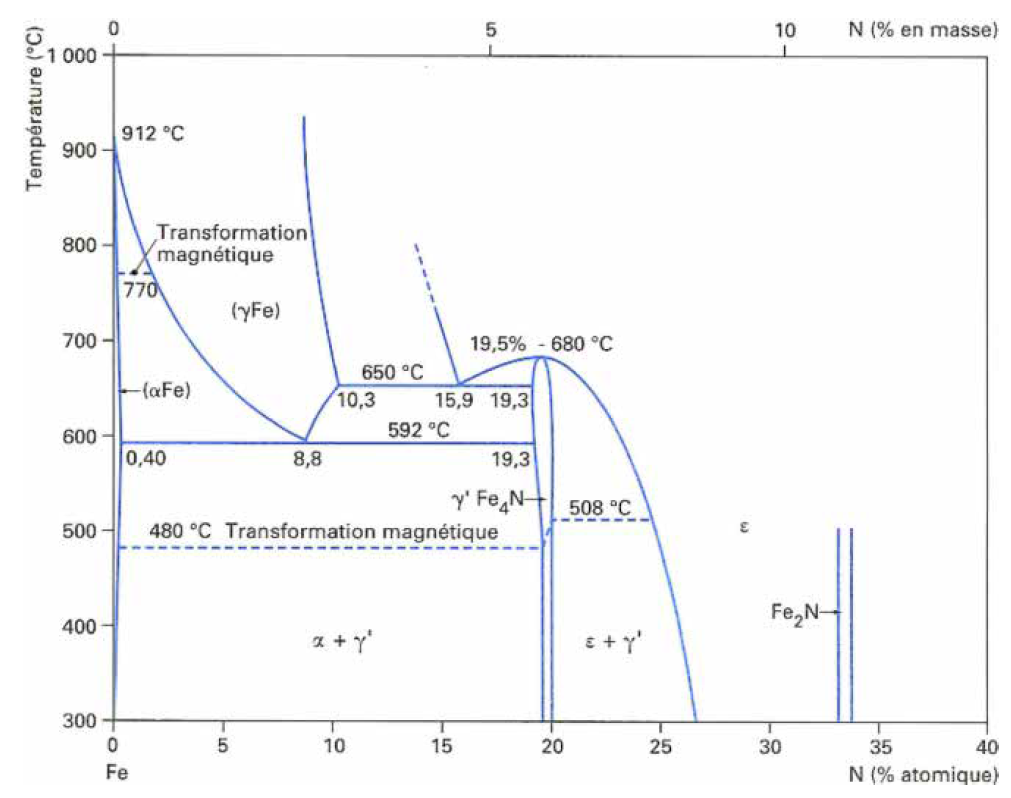 0 5 10 N (% en masse)
Température (°C)
1 000
912 °C
900
Transformation
magnétique
800
770
(γFe)
700
19,5% - 680 °C
650 °C
(αFe)
10,3 15,9 19,3
600
592 °C
0,40 8,8 19,3
γ' Fe₄N
508 °C
500
480 °C Transformation magnétique
ε
Fe₂N
400
α + γ'
ε + γ'
300
0 5 10 15 20 25 30 35 40
Fe
N (% atomique)